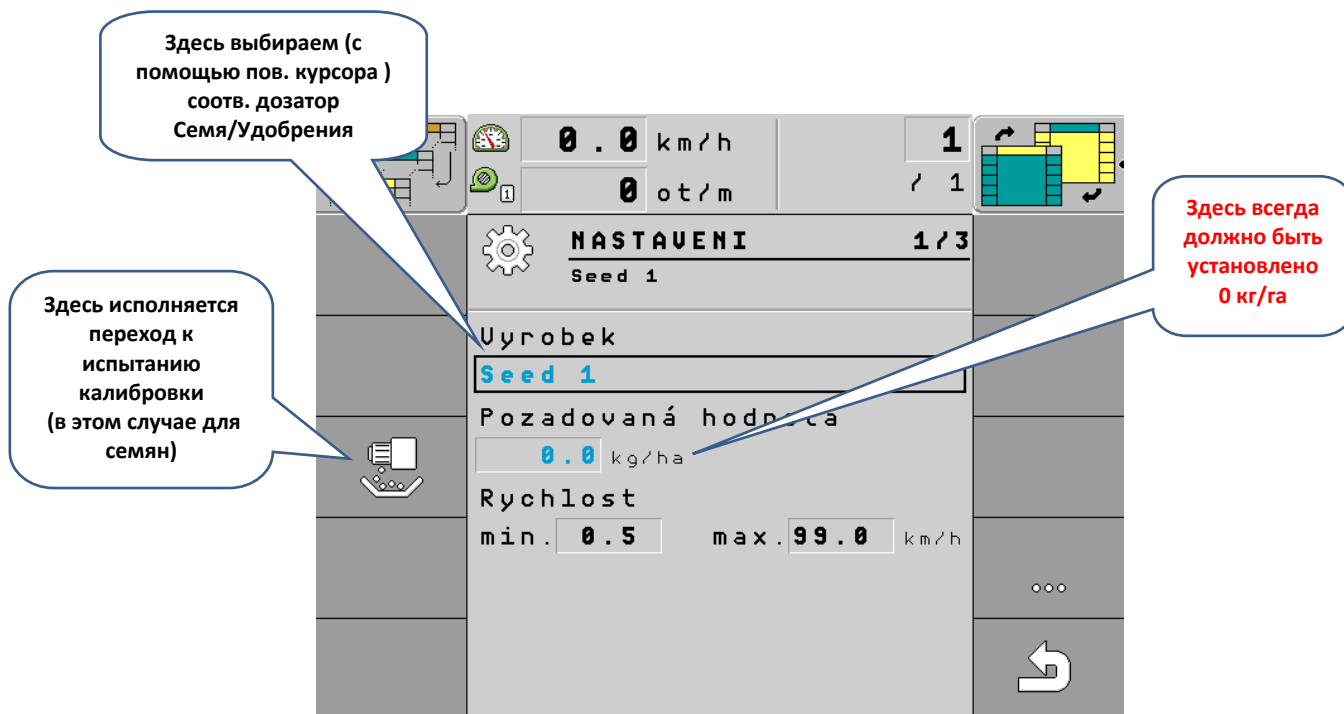 Здесь выбираем (с
помощью пов. курсора )
соотв. дозатор
Семя/Удобрения
0.0 km/h
1
1
0 ot/m
/ 1
NASTAVENI 1/3
Seed 1
Здесь всегда
должно быть
установлено
0 кг/га
Здесь исполняется
переход к
испытанию
калибровки
(в этом случае для
семян)
Vyrobek
Seed 1
Pozadovaná hodnota
0.0 kg/ha
Rychlost
min. 0.5 max. 99.0 km/h